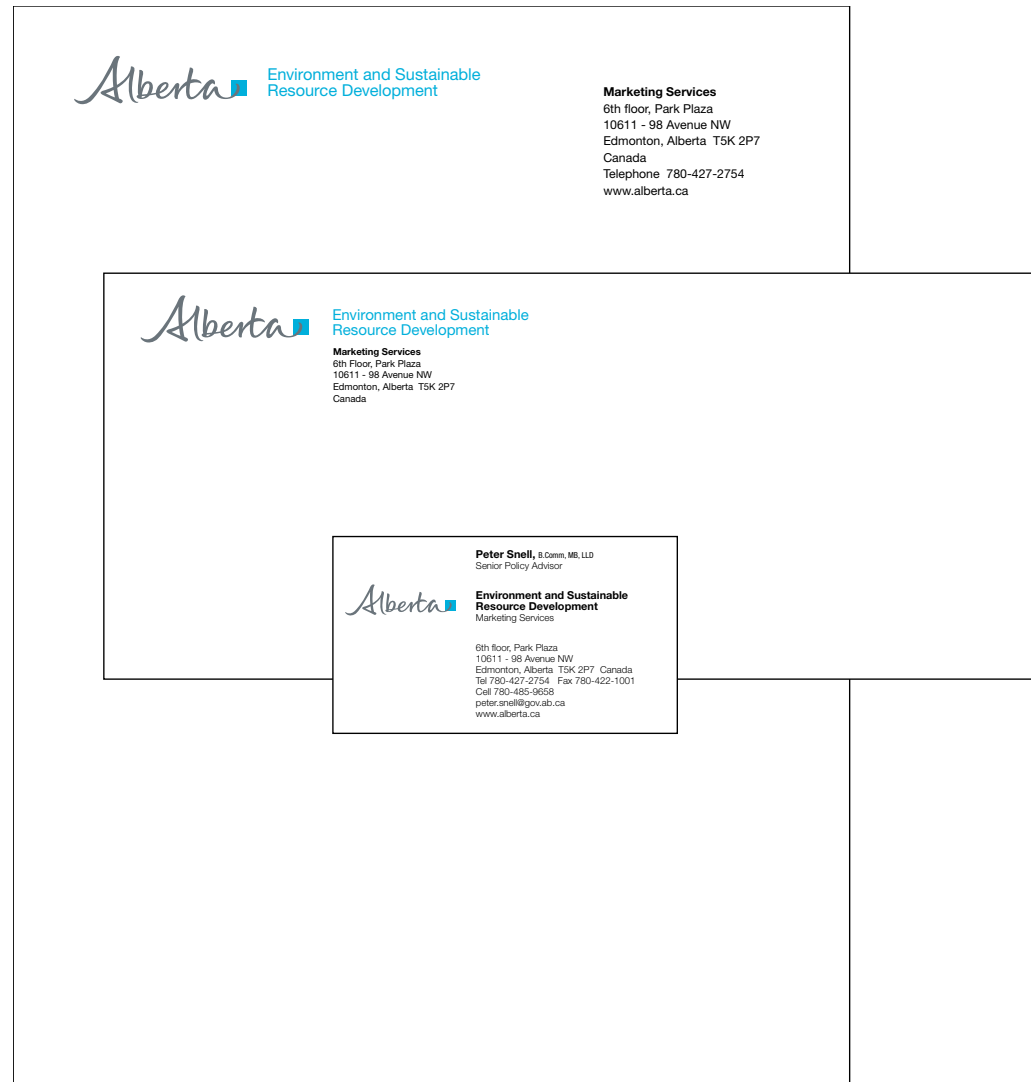 Alberta
Environment and Sustainable
Resource Development
Marketing Services
6th floor, Park Plaza
10611 - 98 Avenue NW
Edmonton, Alberta  T5K 2P7
Canada
Telephone  780-427-2754
www.alberta.ca
Alberta
Environment and Sustainable
Resource Development
Marketing Services
6th Floor, Park Plaza
10611 - 98 Avenue NW
Edmonton, Alberta  T5K 2P7
Canada
Alberta
Peter Snell, B.Comm, MB, LLD
Senior Policy Advisor
Environment and Sustainable
Resource Development
Marketing Services
6th floor, Park Plaza
10611 - 98 Avenue NW
Edmonton, Alberta  T5K 2P7  Canada
Tel 780-427-2754   Fax 780-422-1001
Cell 780-485-9658
peter.snell@gov.ab.ca
www.alberta.ca